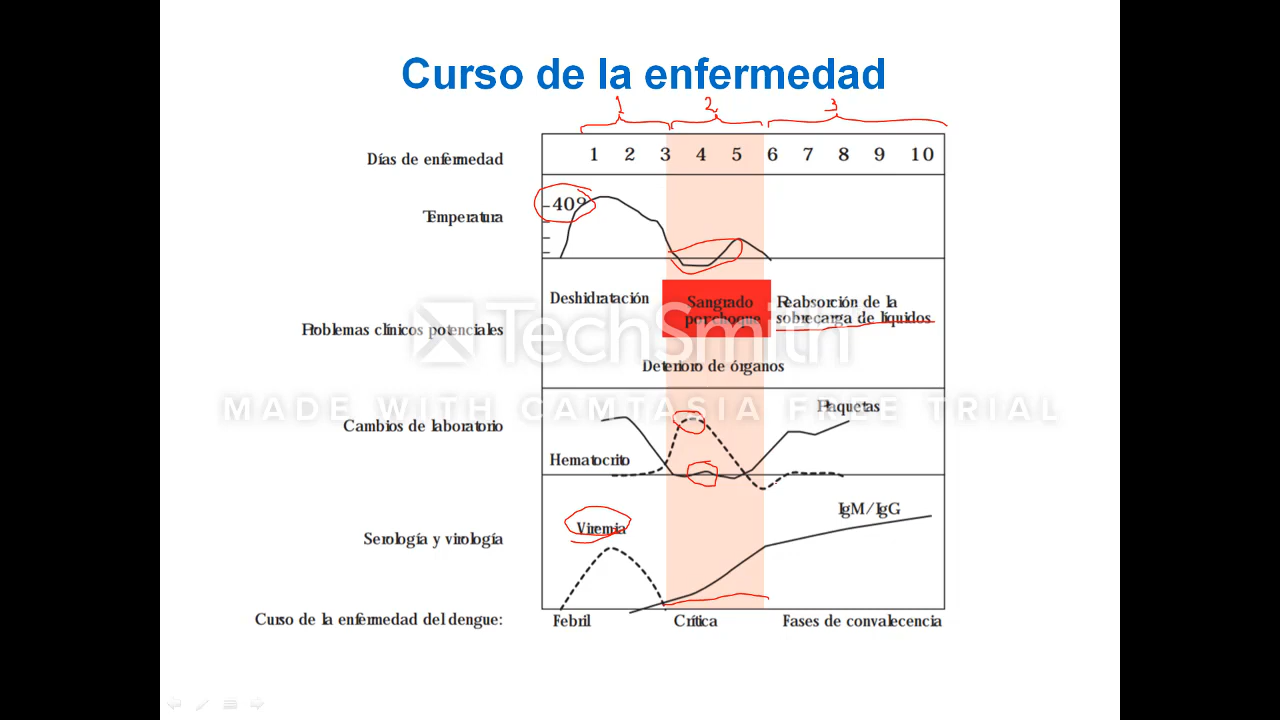 Curso de la enfermedad
1 2 3
Días de enfermedad 1 2 3 4 5 6 7 8 9 10
40º
Temperatura
Deshidratación Sangrado Reabsorción de la
por choque sobrecarga de líquidos
Problemas clínicos potenciales
TechSmith
Deterioro de órganos
MADE WITH CAMTASIA FREE TRIAL
Plaquetas
Cambios de laboratorio
Hematocrito
IgM/IgG
Viremia
Serología y virología
Curso de la enfermedad del dengue: Febril Crítica Fases de convalecencia